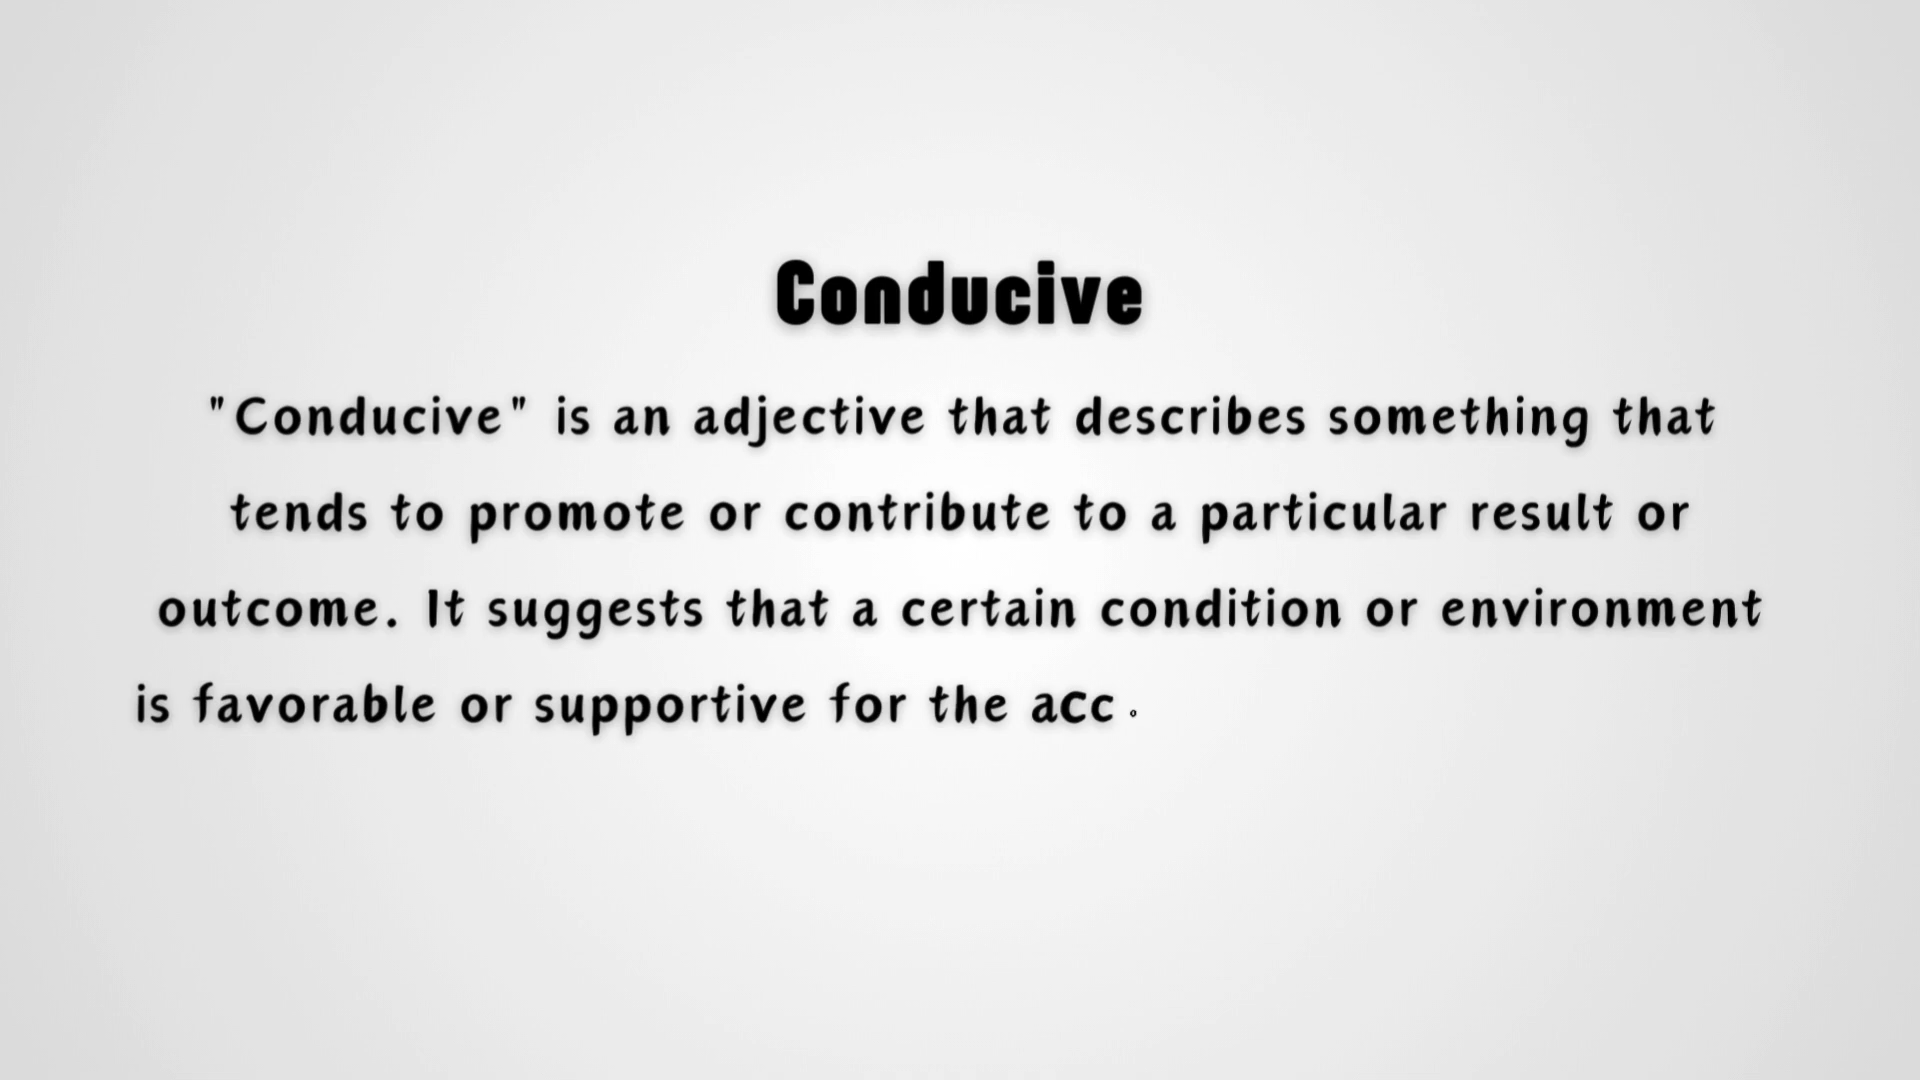 Conducive
"Conducive" is an adjective that describes something that
tends to promote or contribute to a particular result or
outcome. It suggests that a certain condition or environment
is favorable or supportive for the acc